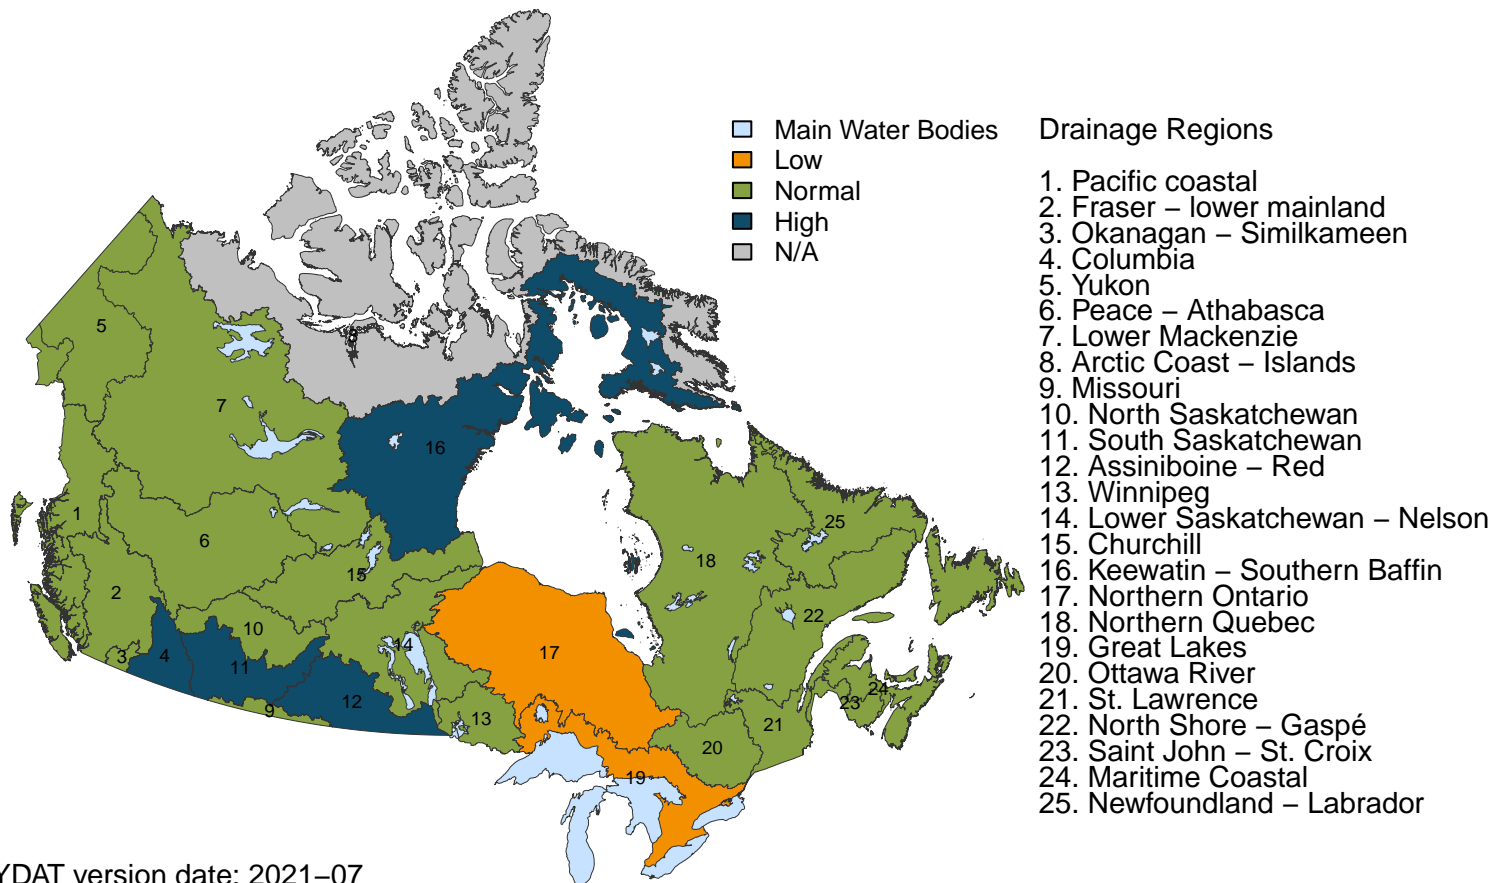 Main Water Bodies
Low
Normal
High
N/A
Drainage Regions
1. Pacific coastal
2. Fraser – lower mainland
3. Okanagan – Similkameen
4. Columbia
5. Yukon
6. Peace – Athabasca
7. Lower Mackenzie
8. Arctic Coast – Islands
9. Missouri
10. North Saskatchewan
11. South Saskatchewan
12. Assiniboine – Red
13. Winnipeg
14. Lower Saskatchewan – Nelson
15. Churchill
16. Keewatin – Southern Baffin
17. Northern Ontario
18. Northern Quebec
19. Great Lakes
20. Ottawa River
21. St. Lawrence
22. North Shore – Gaspé
23. Saint John – St. Croix
24. Maritime Coastal
25. Newfoundland – Labrador
5
8
7
16
1
25
6
18
15
2
22
10
14
3
4
11
17
12
9
13
24
23
21
20
19
YDAT version date: 2021–07